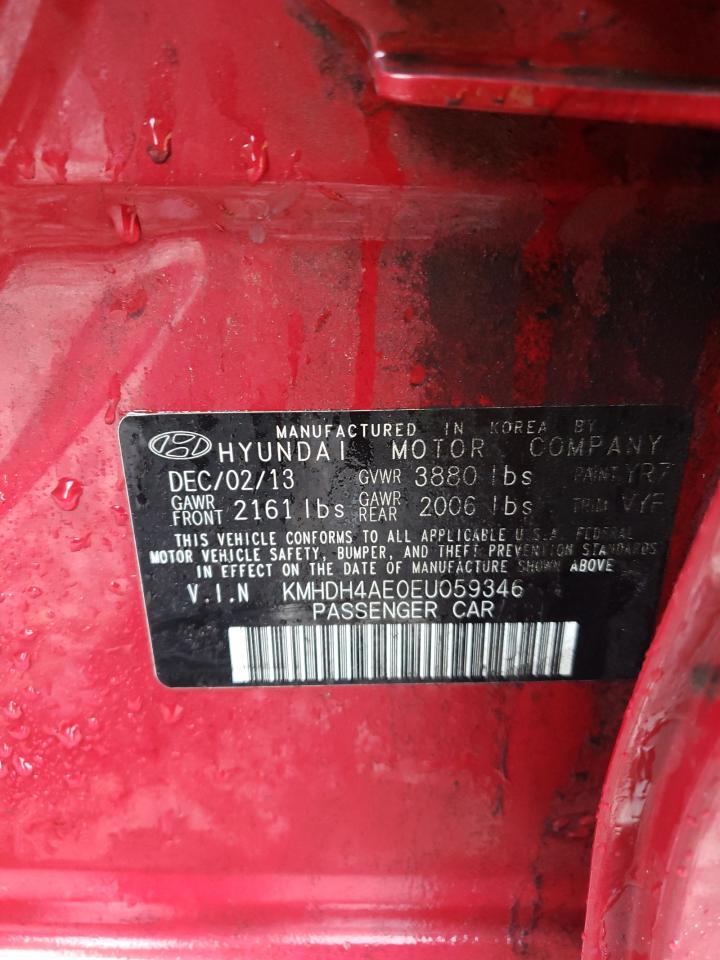 MANUFACTURED IN KOREA BY
HYUNDAI MOTOR COMPANY
DEC/02/13 GVWR 3880 lbs PAINT YR7
GAWR FRONT 2161 lbs GAWR REAR 2006 lbs TRIM VYF
THIS VEHICLE CONFORMS TO ALL APPLICABLE U.S.A. FEDERAL
MOTOR VEHICLE SAFETY, BUMPER, AND THEFT PREVENTION STANDARDS
IN EFFECT ON THE DATE OF MANUFACTURE SHOWN ABOVE
V.I.N KMHDH4AE0EU059346
PASSENGER CAR